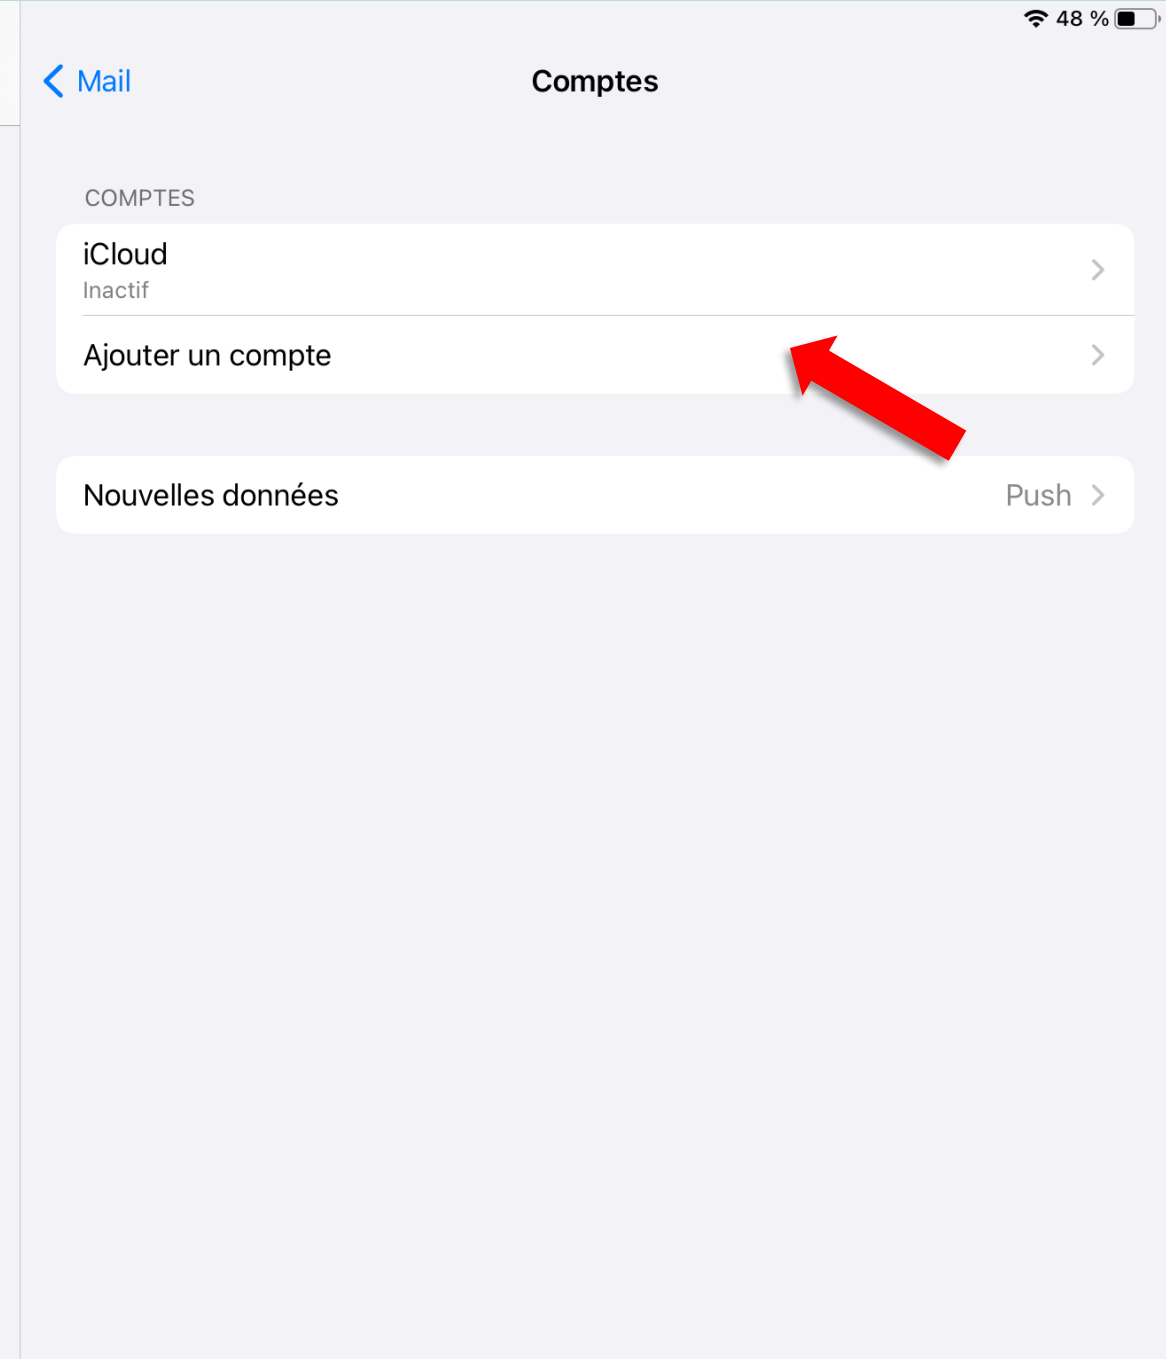 48 %
Mail
Comptes
COMPTES
iCloud
Inactif
Ajouter un compte
Nouvelles données
Push